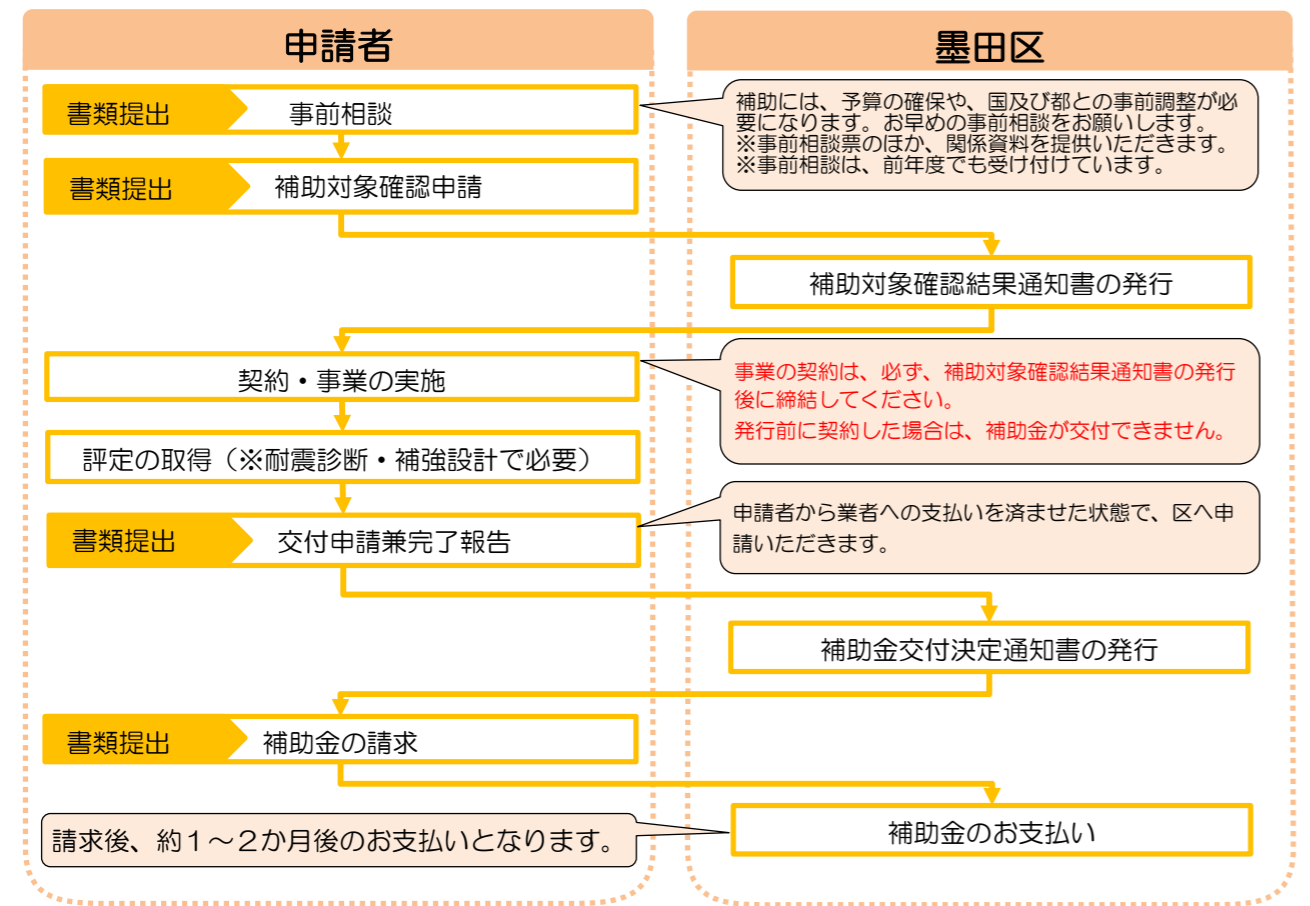 申請者
墨田区
書類提出
事前相談
補助には、予算の確保や、国及び都との事前調整が必
要になります。お早めの事前相談をお願いします。
※事前相談票のほか、関係資料を提供いただきます。
※事前相談は、前年度でも受け付けています。
書類提出
補助対象確認申請
補助対象確認結果通知書の発行
契約・事業の実施
事業の契約は、必ず、補助対象確認結果通知書の発行
後に締結してください。
発行前に契約した場合は、補助金が交付できません。
評定の取得（※耐震診断・補強設計で必要）
書類提出
交付申請兼完了報告
申請者から業者への支払いを済ませた状態で、区へ申
請いただきます。
補助金交付決定通知書の発行
書類提出
補助金の請求
請求後、約１～２か月後のお支払いとなります。
補助金のお支払い